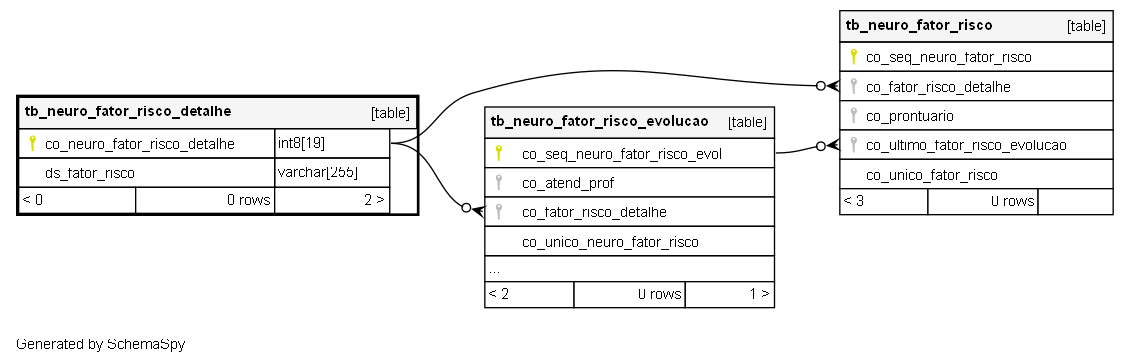 tb_neuro_fator_risco [table]
co_seq_neuro_fator_risco
co_fator_risco_detalhe
co_prontuario
co_ultimo_fator_risco_evolucao
co_unico_fator_risco
< 3 0 rows
tb_neuro_fator_risco_detalhe [table]
co_neuro_fator_risco_detalhe int8[19]
ds_fator_risco varchar[255]
< 0 0 rows 2 >
tb_neuro_fator_risco_evolucao [table]
co_seq_neuro_fator_risco_evol
co_atend_prof
co_fator_risco_detalhe
co_unico_neuro_fator_risco
...
< 2 0 rows 1 >
Generated by SchemaSpy